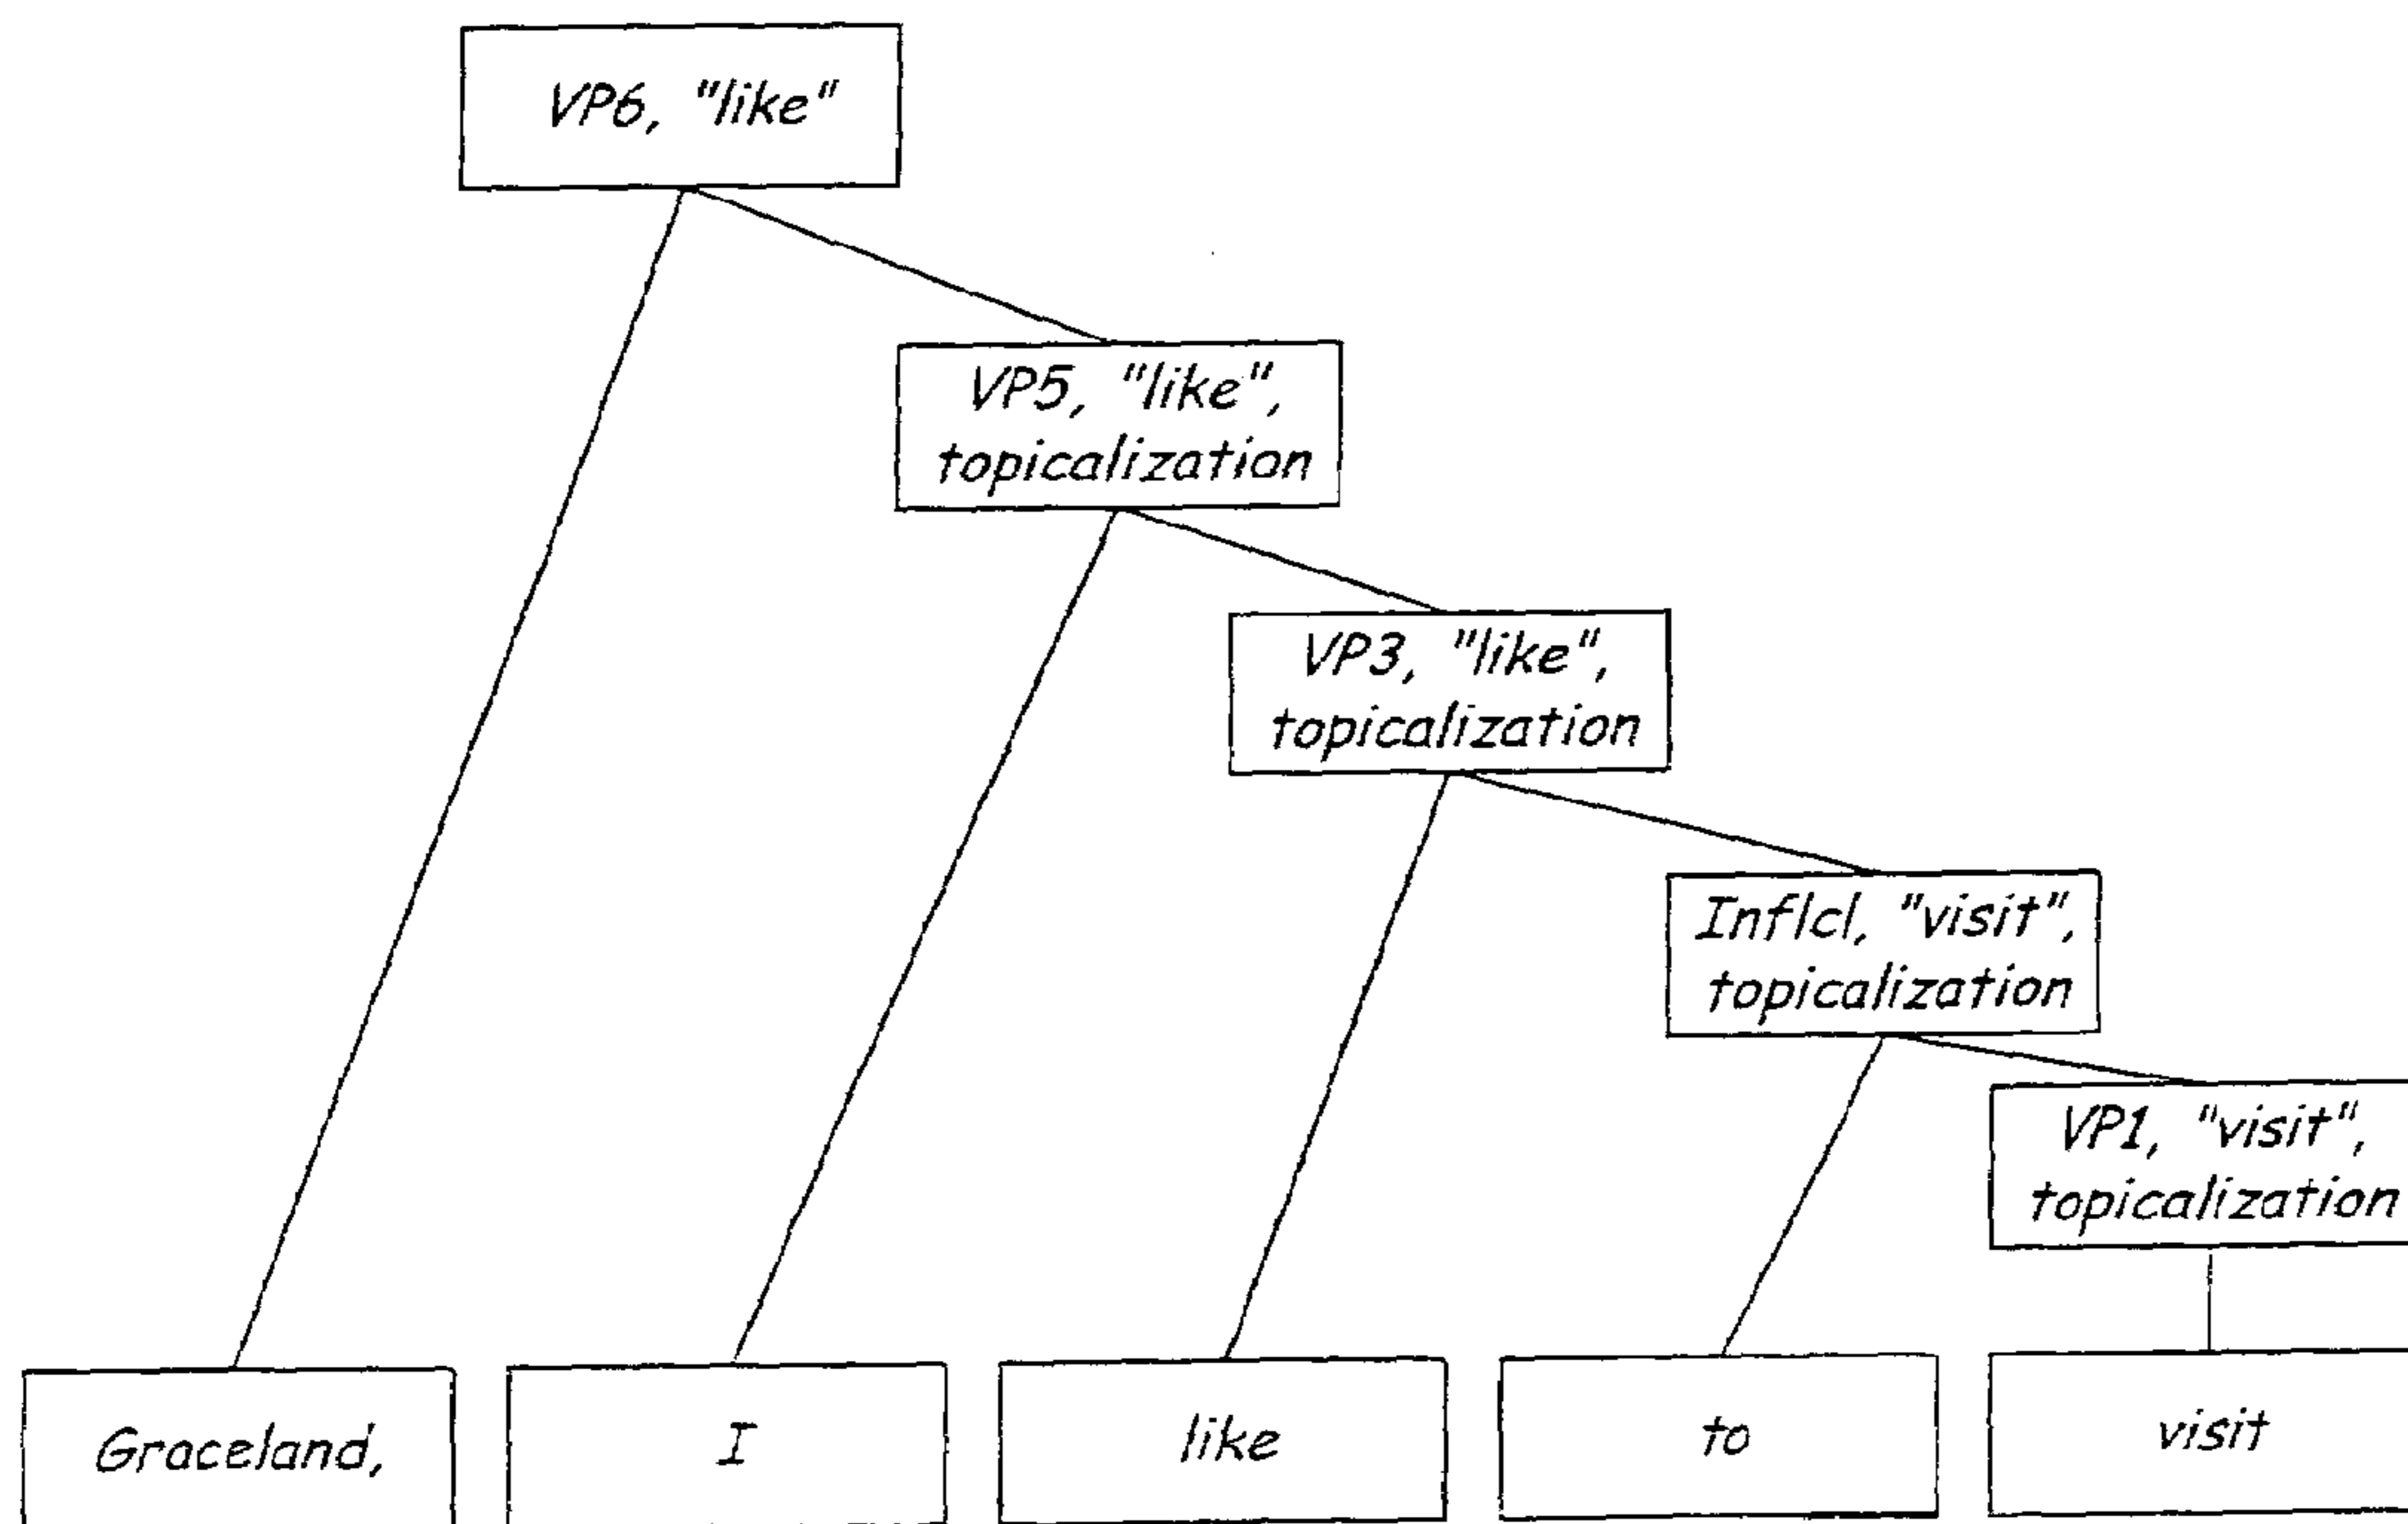 VP6, "like"
VP5, "like",
topicalization
VP3, "like",
topicalization
Inflcl, "visit",
topicalization
VP1, "visit",
topicalization
Graceland,
I
like
to
visit